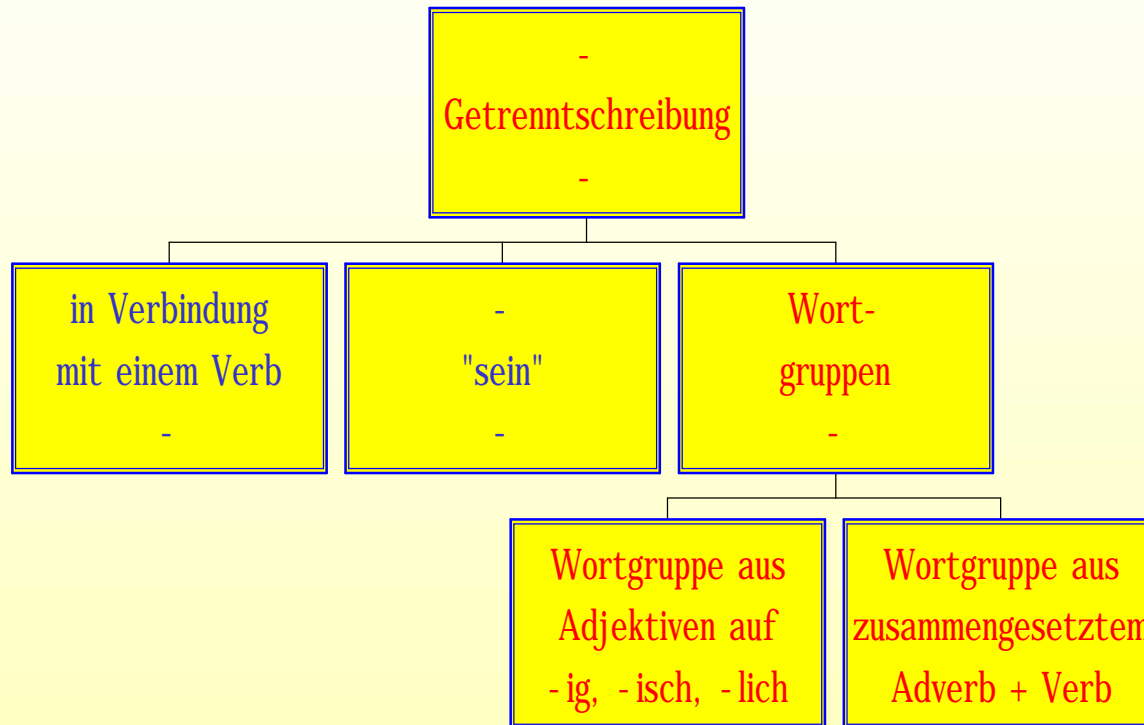 -
Getrenntschreibung
-
in Verbindung
mit einem Verb
-
-
"sein"
-
Wort-
gruppen
-
Wortgruppe aus
Adjektiven auf
-ig, -isch, -lich
Wortgruppe aus
zusammengesetztem
Adverb + Verb